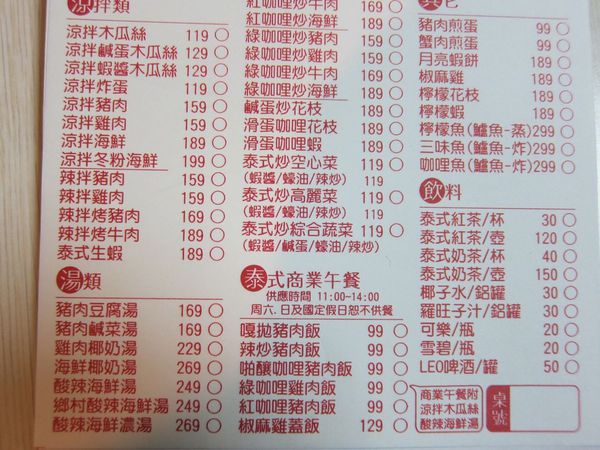 涼拌類
涼拌木瓜絲 119 ○
涼拌鹹蛋木瓜絲 129 ○
涼拌蝦醬木瓜絲 129 ○
涼拌炸蛋 119 ○
涼拌豬肉 159 ○
涼拌雞肉 159 ○
涼拌海鮮 189 ○
涼拌冬粉海鮮 199 ○
辣拌豬肉 159 ○
辣拌雞肉 159 ○
辣拌烤豬肉 169 ○
辣拌烤牛肉 189 ○
泰式生蝦 189 ○
湯類
豬肉豆腐湯 169 ○
豬肉鹹菜湯 169 ○
雞肉椰奶湯 229 ○
海鮮椰奶湯 269 ○
酸辣海鮮湯 249 ○
鄉村酸辣海鮮湯 249 ○
酸辣海鮮濃湯 269 ○
紅咖哩炒牛肉 169 ○
紅咖哩炒海鮮 189 ○
綠咖哩炒豬肉 159 ○
綠咖哩炒雞肉 159 ○
綠咖哩炒牛肉 169 ○
綠咖哩炒海鮮 189 ○
鹹蛋炒花枝 189 ○
滑蛋咖哩花枝 189 ○
滑蛋咖哩蝦 189 ○
泰式炒空心菜 119 ○
(蝦醬/蠔油/辣炒) 119
泰式炒高麗菜 119 ○
(蝦醬/蠔油/辣炒) 119
泰式炒綜合蔬菜 119 ○
(蝦醬/鹹蛋/蠔油/辣炒)
泰式商業午餐
供應時間 11:00~14:00
周六.日及國定假日恕不供餐
嘎拋豬肉飯 99 ○
辣炒豬肉飯 99 ○
啪釀咖哩豬肉飯 99 ○
綠咖哩雞肉飯 99 ○
紅咖哩豬肉飯 99 ○
椒麻雞蓋飯 129 ○
其它
豬肉煎蛋 99 ○
蟹肉煎蛋 99 ○
月亮蝦餅 189 ○
椒麻雞 189 ○
檸檬花枝 189 ○
檸檬蝦 189 ○
檸檬魚(鱸魚-蒸)299 ○
三味魚(鱸魚-炸)299 ○
咖哩魚(鱸魚-炸)299 ○
飲料
泰式紅茶/杯 30 ○
泰式紅茶/壺 120 ○
泰式奶茶/杯 40 ○
泰式奶茶/壺 150 ○
椰子水/鋁罐 30 ○
羅旺子汁/鋁罐 30 ○
可樂/瓶 20 ○
雪碧/瓶 20 ○
LEO啤酒/罐 50 ○
商業午餐附
涼拌木瓜絲
酸辣海鮮湯
桌號